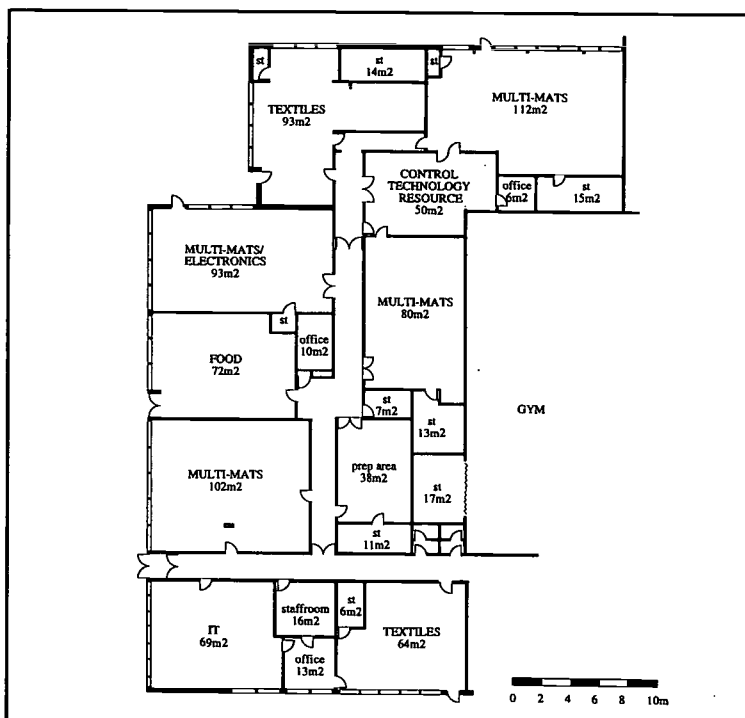 st
st
14m2
st
TEXTILES
93m2
MULTI-MATS
112m2
CONTROL
TECHNOLOGY
RESOURCE
50m2
office
6m2
st
15m2
MULTI-MATS/
ELECTRONICS
93m2
MULTI-MATS
80m2
st
office
10m2
FOOD
72m2
st
7m2
st
13m2
GYM
MULTI-MATS
102m2
prep area
38m2
st
17m2
st
11m2
IT
69m2
staffroom
16m2
st
6m2
office
13m2
TEXTILES
64m2
0 2 4 6 8 10m